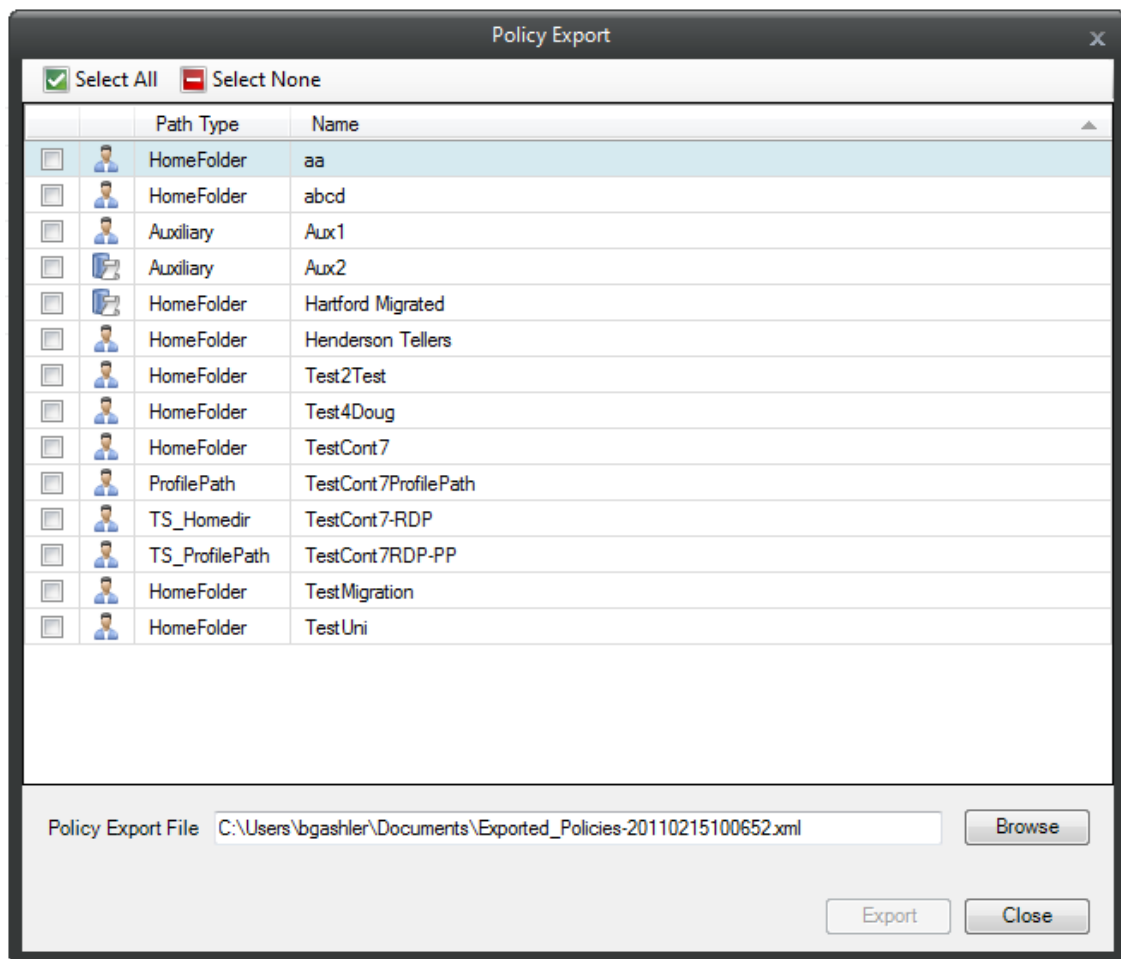 Policy Export x
Select All Select None
Path Type Name
HomeFolder aa
HomeFolder abcd
Auxiliary Aux1
Auxiliary Aux2
HomeFolder Hartford Migrated
HomeFolder Henderson Tellers
HomeFolder Test2Test
HomeFolder Test4Doug
HomeFolder TestCont7
ProfilePath TestCont7ProfilePath
TS_Homedir TestCont7-RDP
TS_ProfilePath TestCont7RDP-PP
HomeFolder TestMigration
HomeFolder TestUni
Policy Export File C:\Users\bgashler\Documents\Exported_Policies-20110215100652.xml Browse
Export Close